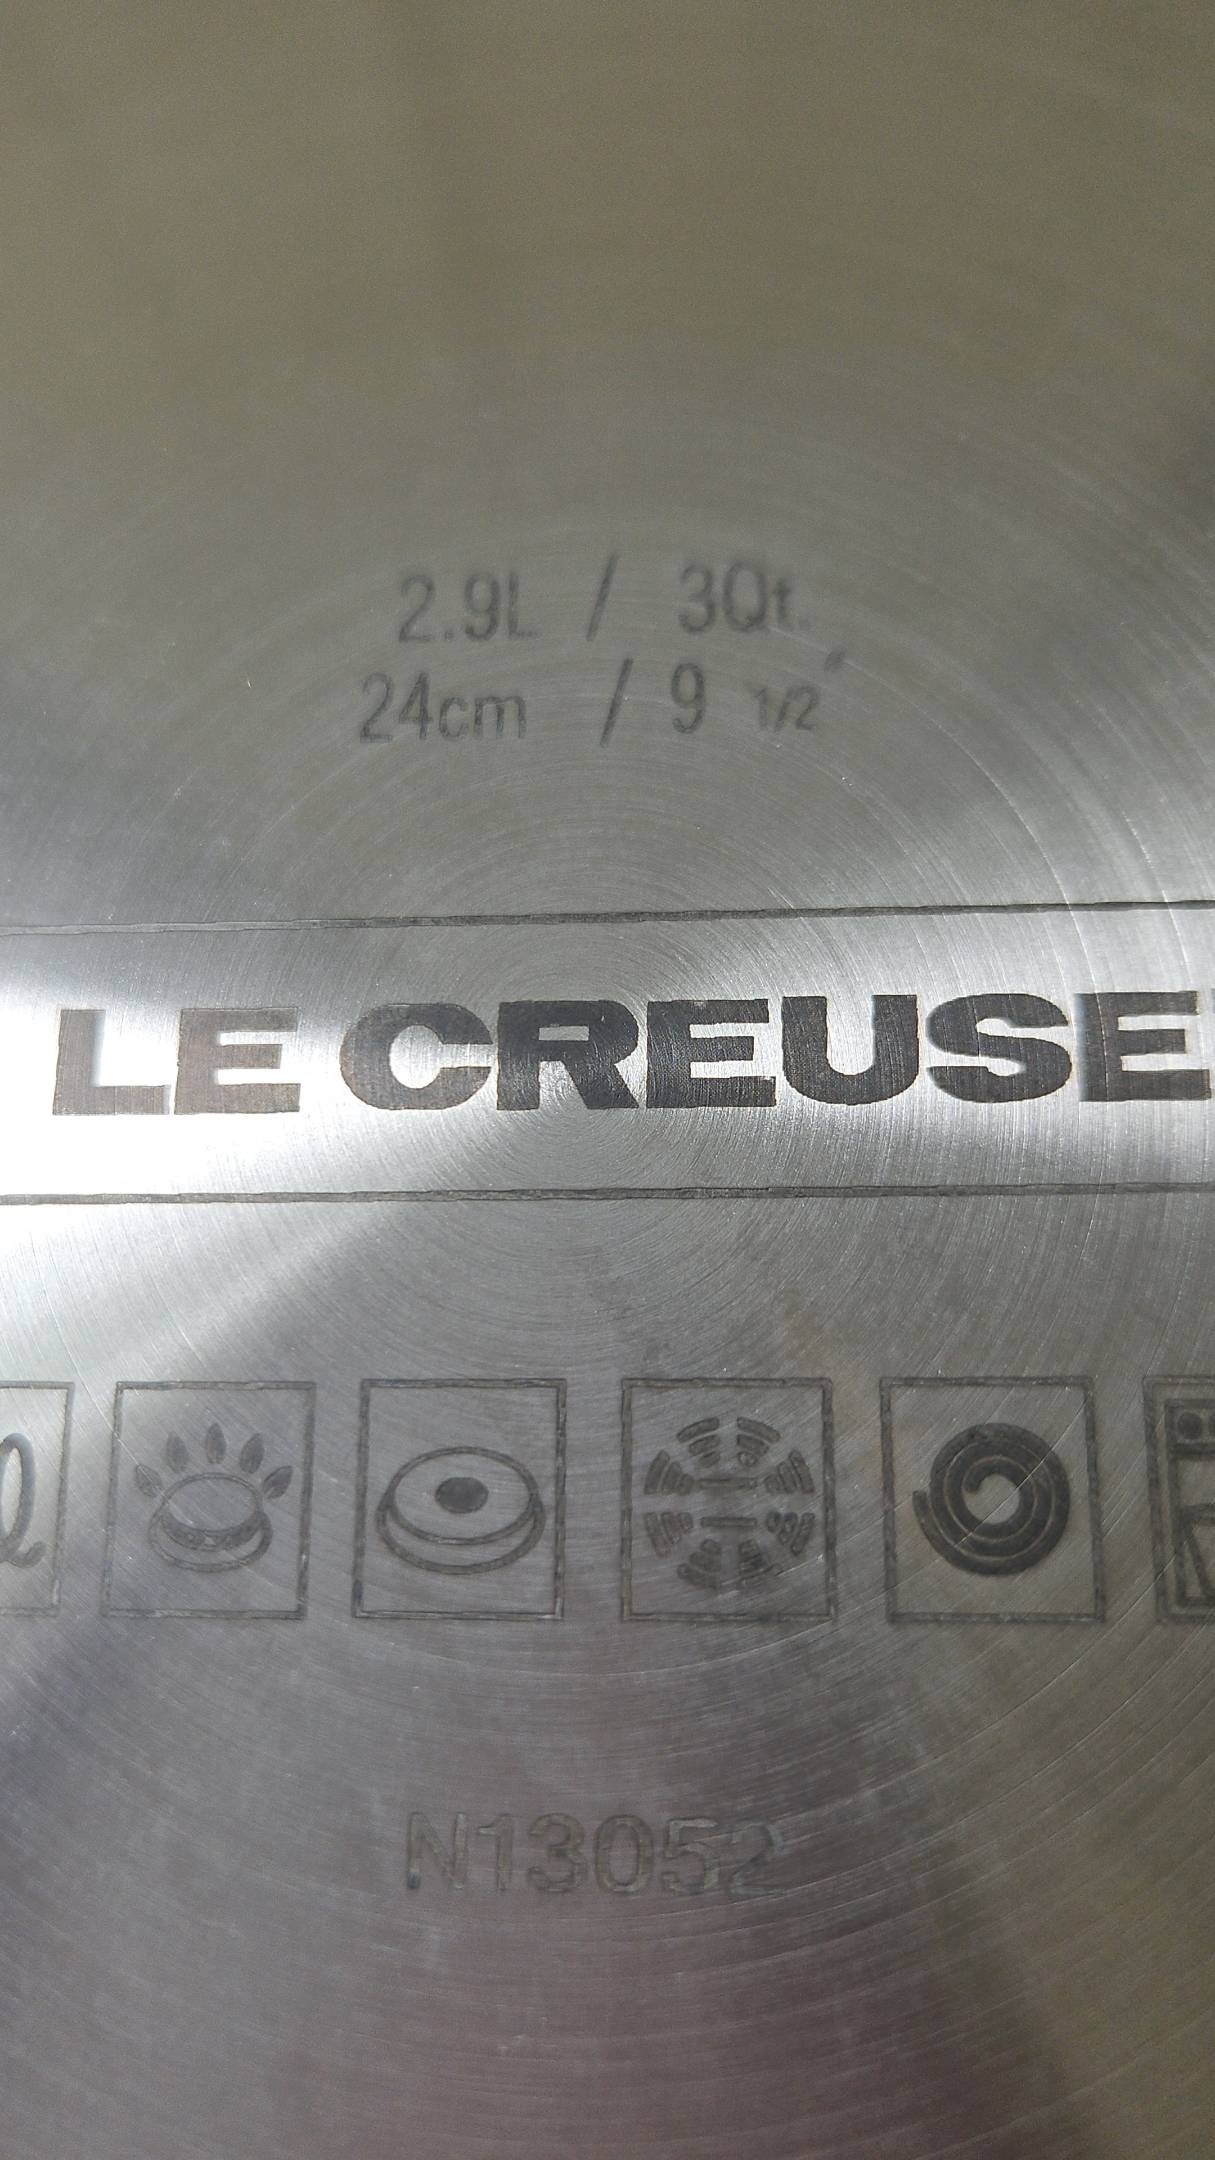 2.9L / 3Qt.
24cm / 9 1/2"
LE CREUSE
N13052